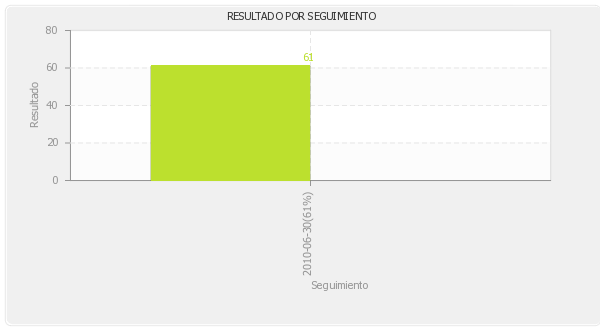 RESULTADO POR SEGUIMIENTO
80
61
60
40
20
0
Resultado
2010-06-30(61%)
Seguimiento